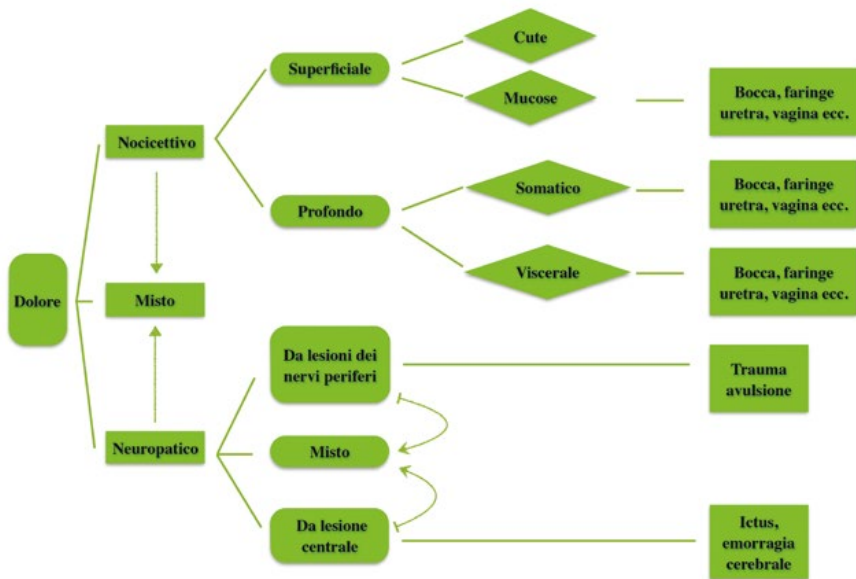 Cute
Superficiale
Mucose
Bocca, faringe
uretra, vagina ecc.
Nocicettivo
Profondo
Somatico
Bocca, faringe
uretra, vagina ecc.
Viscerale
Bocca, faringe
uretra, vagina ecc.
Dolore
Misto
Da lesioni dei
nervi periferi
Trauma
avulsione
Neuropatico
Misto
Da lesione
centrale
Ictus,
emorragia
cerebrale